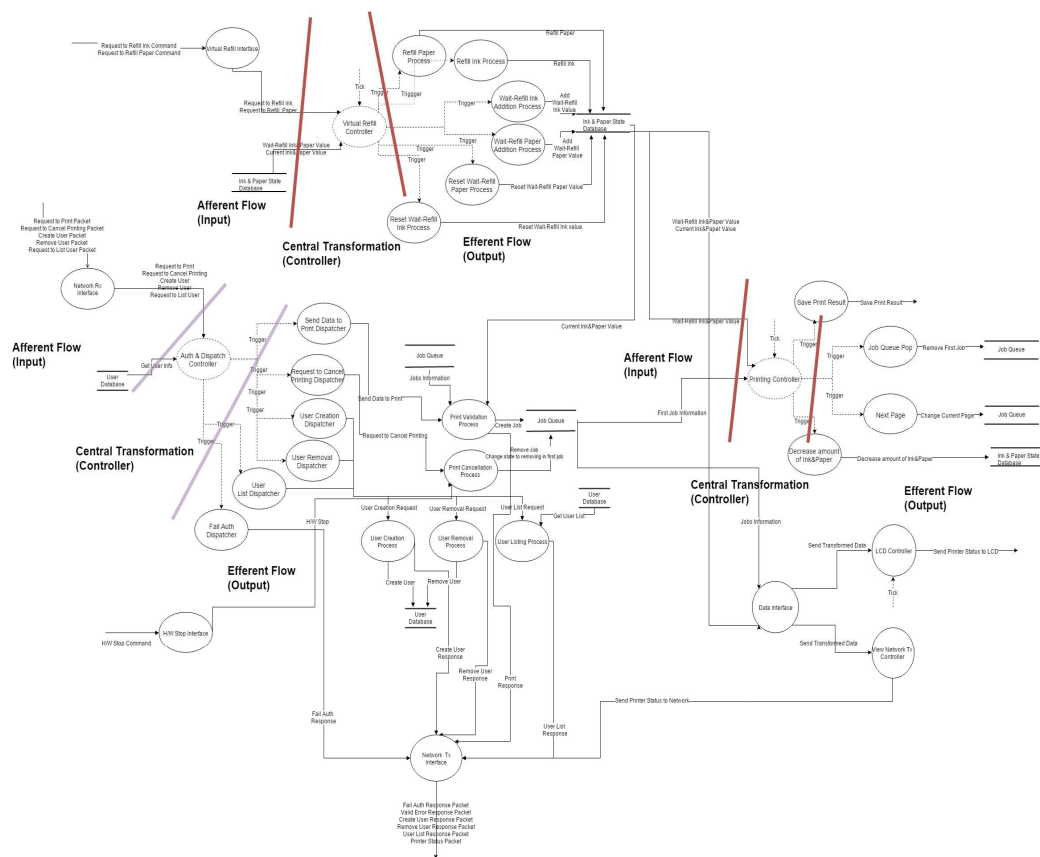 Request to Refill Ink Command
Request to Refill Paper Command
Virtual Refill Interface
Request to Refill Ink
Request to Refill Paper
Tick
Virtual Refill
Controller
Wait-Refill Ink&Paper Value
Current Ink&Paper Value
Ink & Paper State
Database
Afferent Flow
(Input)
Central Transformation
(Controller)
Trigger
Triggger
Trigger
Trigger
Trigger
Trigger
Refill Paper
Process
Refill Paper
Refill Ink Process
Refill Ink
Wait-Refill Ink
Addition Process
Add
Wait-Refill
Ink Value
Wait-Refill Paper
Addition Process
Add
Wait-Refill
Paper Value
Reset Wait-Refill
Paper Process
Reset Wait-Refill Paper Value
Reset Wait-Refill
Ink Process
Reset Wait-Refill Ink value
Ink & Paper State
Database
Efferent Flow
(Output)
Request to Print Packet
Request to Cancel Printing Packet
Create User Packet
Remove User Packet
Request to List User Packet
Network Rx
Interface
Request to Print
Request to Cancel Printing
Create User
Remove User
Request to List User
Afferent Flow
(Input)
User
Database
Get User Info
Auth & Dispatch
Controller
Central Transformation
(Controller)
Trigger
Trigger
Trigger
Trigger
Trigger
Trigger
Send Data to
Print Dispatcher
Request to Cancel
Printing Dispatcher
User Creation
Dispatcher
User Removal
Dispatcher
User
List Dispatcher
Fail Auth
Dispatcher
Efferent Flow
(Output)
Send Data to Print
Request to Cancel Printing
Job Queue
Jobs Information
Print Validation
Process
Create Job
Job Queue
Print Cancellation
Process
Remove Job
Change state to removing in first job
Current Ink&Paper Value
H/W Stop
H/W Stop Command
H/W Stop Interface
User Creation Request
User Removal Request
User List Request
User Creation
Process
User Removal
Process
User Listing Process
User
Database
Get User List
Create User
Remove User
User
Database
Create User
Response
Remove User
Response
Print
Response
User List
Response
Fail Auth
Response
Network Tx
Interface
Fail Auth Response Packet
Valid Error Response Packet
Create User Response Packet
Remove User Response Packet
User List Response Packet
Printer Status Packet
Wait-Refill Ink&Paper Value
Current Ink&Paper Value
Wait-Refill Ink&Paper Value
Afferent Flow
(Input)
First Job Information
Tick
Printing Controller
Central Transformation
(Controller)
Trigger
Trigger
Trigger
Trigger
Save Print Result
Save Print Result
Job Queue Pop
Remove First Job
Job Queue
Next Page
Change Current Page
Job Queue
Decrease amount
of Ink&Paper
Decrease amount of Ink&Paper
Ink & Paper State
Database
Efferent Flow
(Output)
Jobs Information
Data Interface
Send Transformed Data
LCD Controller
Send Printer Status to LCD
Tick
Send Transformed Data
View Network Tx
Controller
Send Printer Status to Network